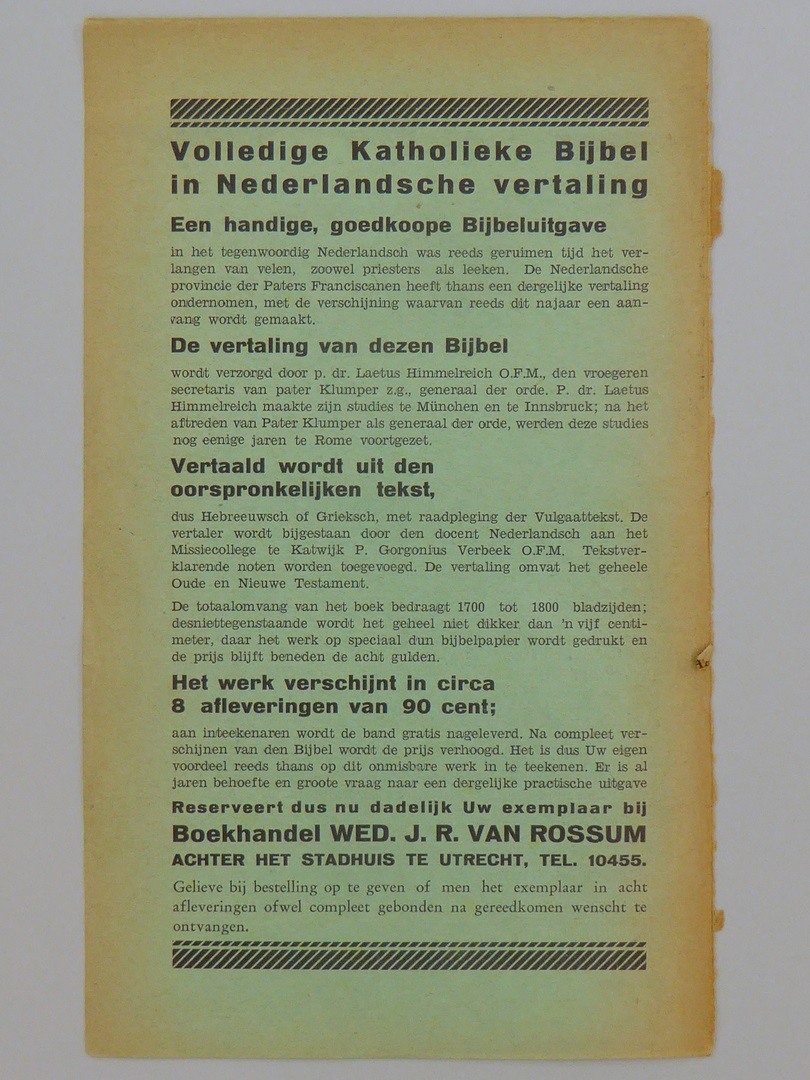 Volledige Katholieke Bijbel
in Nederlandsche vertaling
Een handige, goedkoope Bijbeluitgave
in het tegenwoordig Nederlandsch was reeds geruimen tijd het ver-
langen van velen, zoowel priesters als leeken. De Nederlandsche
provincie der Paters Franciscanen heeft thans een dergelijke vertaling
ondernomen, met de verschijning waarvan reeds dit najaar een aan-
vang wordt gemaakt.
De vertaling van dezen Bijbel
wordt verzorgd door p. dr. Laetus Himmelreich O.F.M., den vroegeren
secretaris van pater Klumper z.g., generaal der orde. P. dr. Laetus
Himmelreich maakte zijn studies te München en te Innsbruck; na het
aftreden van Pater Klumper als generaal der orde, werden deze studies
nog eenige jaren te Rome voortgezet.
Vertaald wordt uit den
oorspronkelijken tekst,
dus Hebreeuwsch of Grieksch, met raadpleging der Vulgaattekst. De
vertaler wordt bijgestaan door den docent Nederlandsch aan het
Missiecollege te Katwijk P. Gorgonius Verbeek O.F.M. Tekstver-
klarende noten worden toegevoegd. De vertaling omvat het geheele
Oude en Nieuwe Testament.
De totaalomvang van het boek bedraagt 1700 tot 1800 bladzijden;
desniettegenstaande wordt het geheel niet dikker dan 'n vijf centi-
meter, daar het werk op speciaal dun bijbelpapier wordt gedrukt en
de prijs blijft beneden de acht gulden.
Het werk verschijnt in circa
8 afleveringen van 90 cent;
aan inteekenaren wordt de band gratis nageleverd. Na compleet ver-
schijnen van den Bijbel wordt de prijs verhoogd. Het is dus Uw eigen
voordeel reeds thans op dit onmisbare werk in te teekenen. Er is al
jaren behoefte en groote vraag naar een dergelijke practische uitgave
Reserveert dus nu dadelijk Uw exemplaar bij
Boekhandel WED. J. R. VAN ROSSUM
ACHTER HET STADHUIS TE UTRECHT, TEL. 10455.
Gelieve bij bestelling op te geven of men het exemplaar in acht
afleveringen ofwel compleet gebonden na gereedkomen wenscht te
ontvangen.